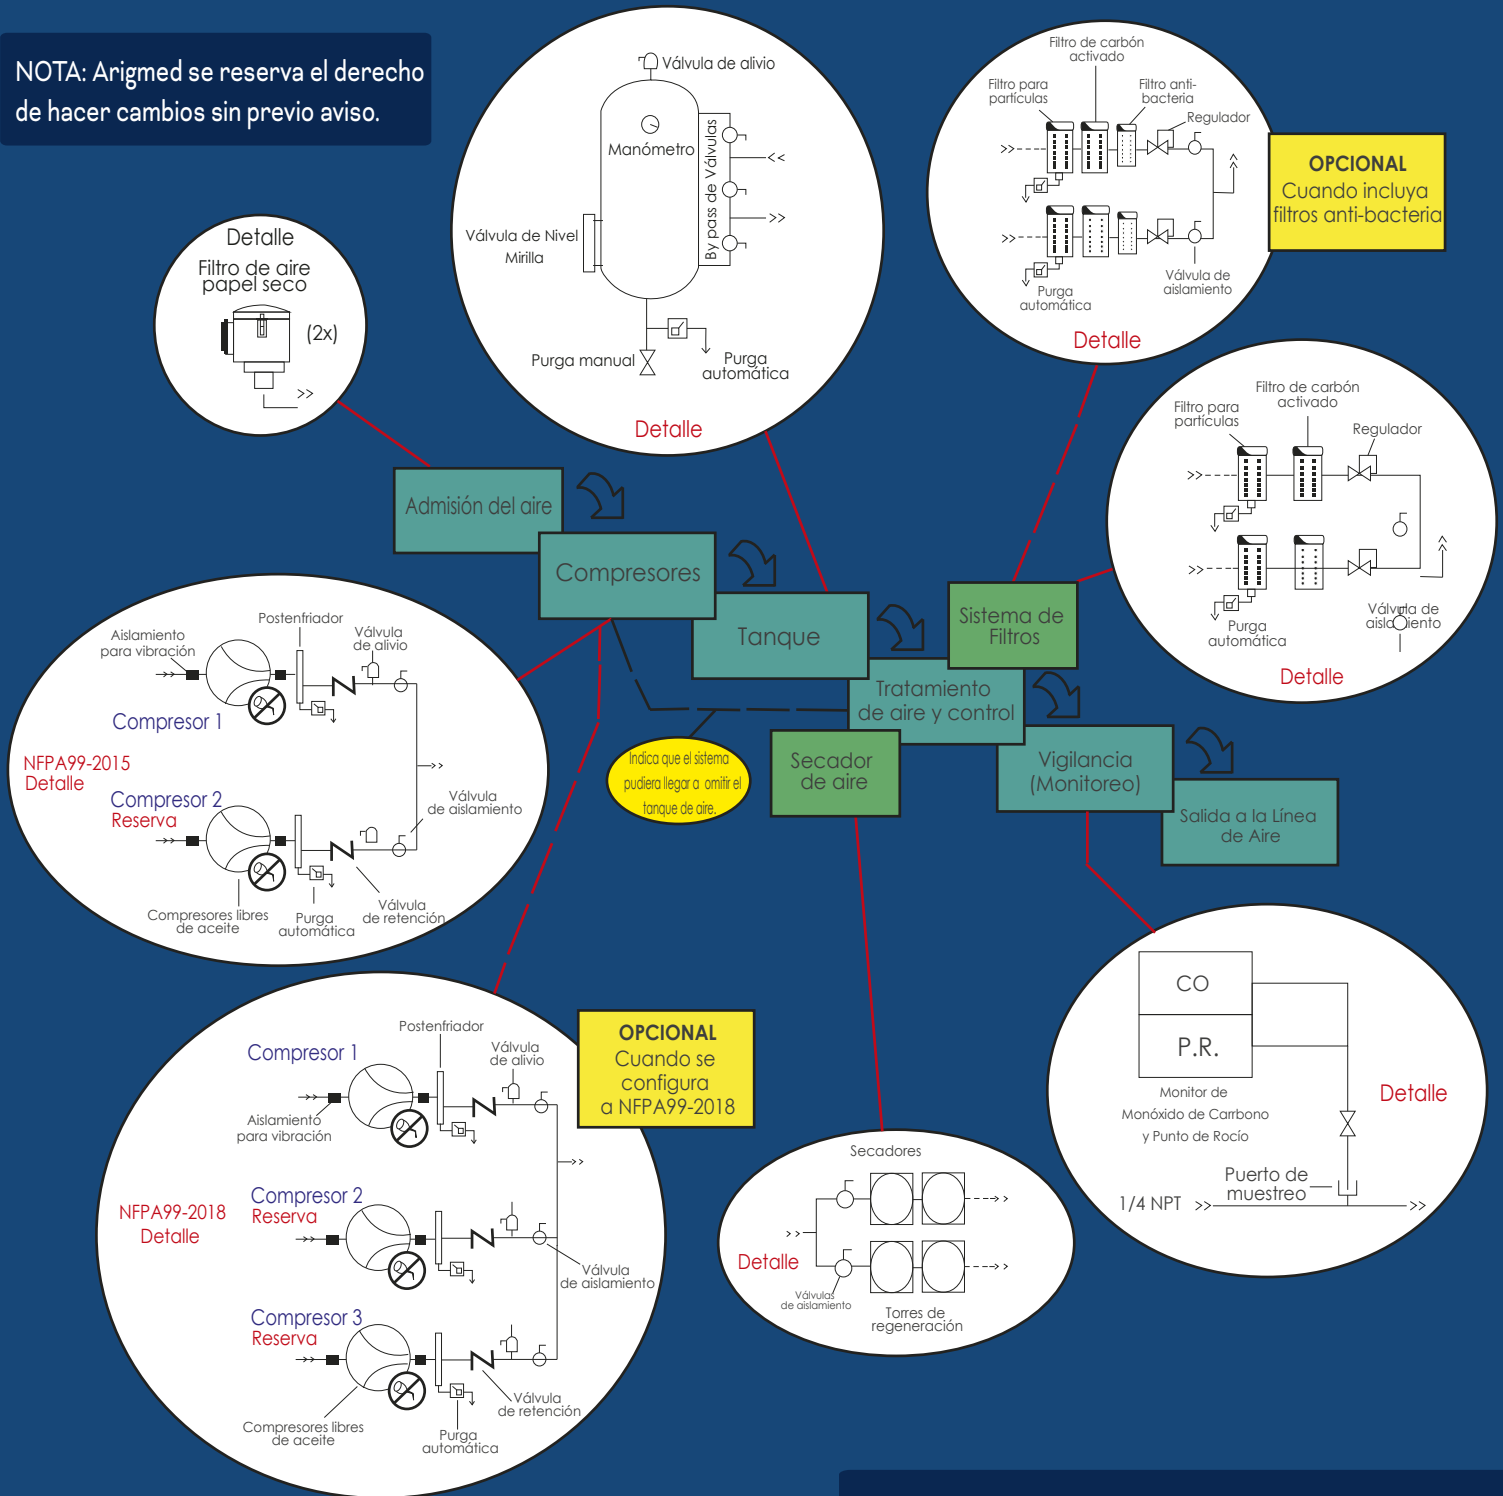 NOTA: Arigmed se reserva el derecho
de hacer cambios sin previo aviso.
Detalle
Filtro de aire
papel seco
(2x)
>>
Válvula de alivio
Manómetro
By pass de Válvulas
<<
>>
Válvula de Nivel
Mirilla
Purga manual
Purga
automática
Detalle
Filtro de carbón
activado
Filtro para
partículas
Filtro anti-
bacteria
Regulador
>>
>>
>>
Purga
automática
Válvula de
aislamiento
Detalle
OPCIONAL
Cuando incluya
filtros anti-bacteria
Filtro de carbón
activado
Filtro para
partículas
Regulador
>>
>>
>>
Purga
automática
Válvula de
aislamiento
Detalle
Admisión del aire
Compresores
Tanque
Sistema de
Filtros
Tratamiento
de aire y control
Secador
de aire
Vigilancia
(Monitoreo)
Salida a la Línea
de Aire
Indica que el sistema
pudiera llegar a omitir el
tanque de aire.
Postenfriador
Aislamiento
para vibración
Válvula
de alivio
>>
Compresor 1
NFPA99-2015
Detalle
>>
Compresor 2
Reserva
Válvula
de aislamiento
>>
Compresores libres
de aceite
Purga
automática
Válvula
de retención
Postenfriador
Compresor 1
Válvula
de alivio
>>
Aislamiento
para vibración
>>
NFPA99-2018
Detalle
Compresor 2
Reserva
>>
Válvula
de aislamiento
Compresor 3
Reserva
>>
Válvula
de retención
Compresores libres
de aceite
Purga
automática
OPCIONAL
Cuando se
configura
a NFPA99-2018
Secadores
>>
>>
Detalle
>>
Válvulas
de aislamiento
Torres de
regeneración
CO
P.R.
Monitor de
Monóxido de Carrbono
y Punto de Rocío
Detalle
Puerto de
muestreo
1/4 NPT >>
>>